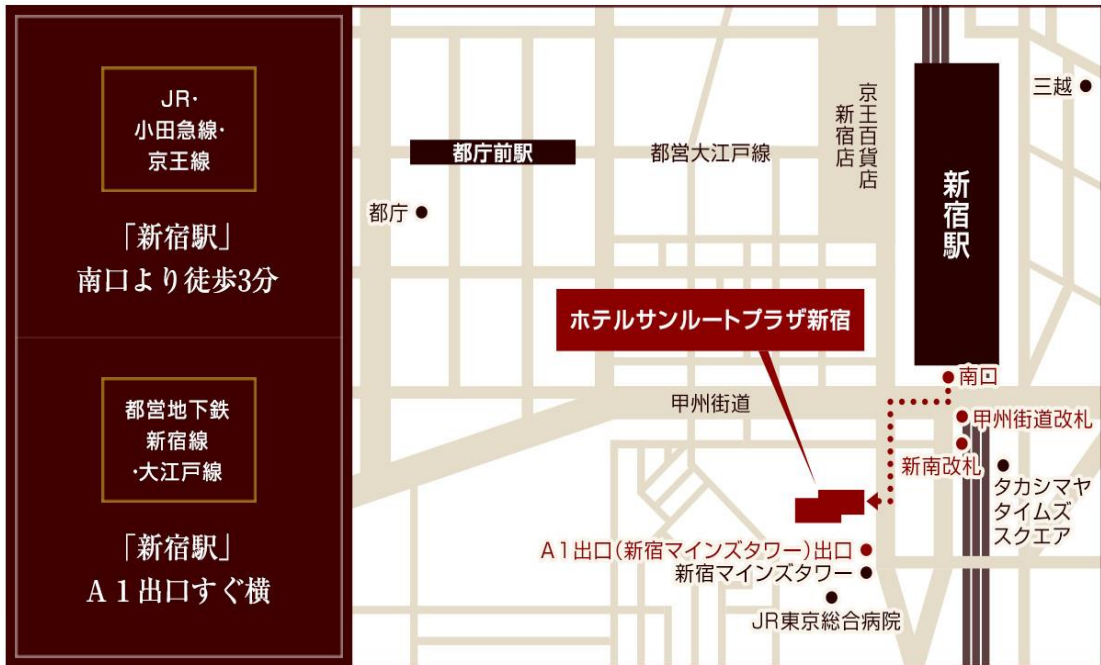 JR・
小田急線・
京王線
「新宿駅」
南口より徒歩3分
都営地下鉄
新宿線
・大江戸線
「新宿駅」
A1出口すぐ横
三越
京王百貨店
新宿店
都庁前駅
都営大江戸線
都庁
新宿駅
ホテルサンルートプラザ新宿
南口
甲州街道
甲州街道改札
新南改札
タカシマヤ
タイムズ
スクエア
A1出口(新宿マインズタワー)出口
新宿マインズタワー
JR東京総合病院